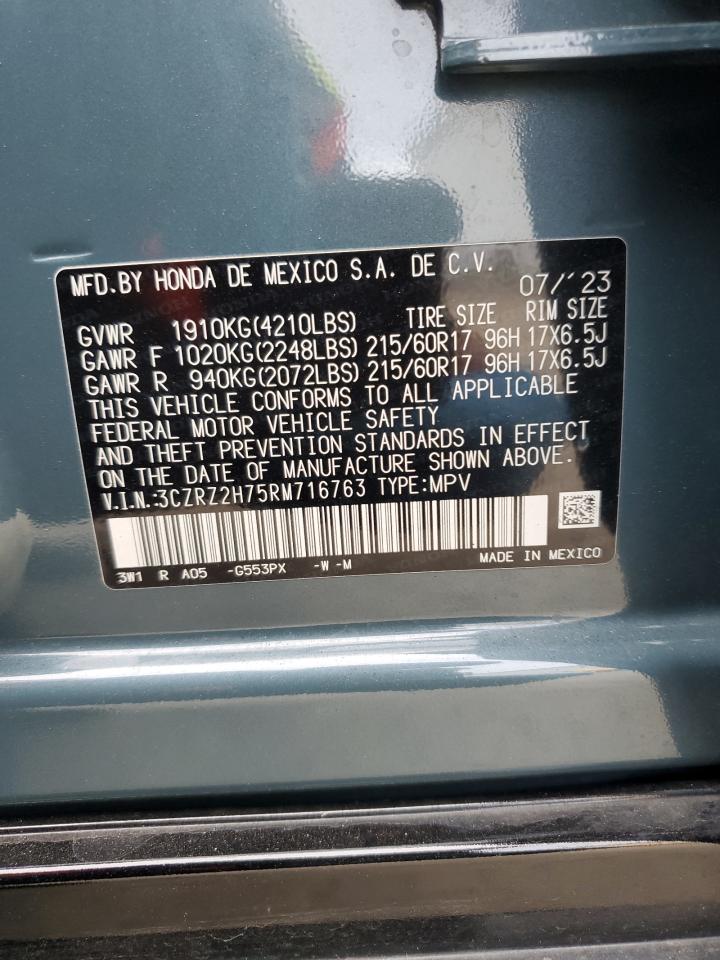 MFD.BY HONDA DE MEXICO S.A. DE C.V. 07/'23
GVWR 1910KG(4210LBS) TIRE SIZE RIM SIZE
GAWR F 1020KG(2248LBS) 215/60R17 96H 17X6.5J
GAWR R 940KG(2072LBS) 215/60R17 96H 17X6.5J
THIS VEHICLE CONFORMS TO ALL APPLICABLE
FEDERAL MOTOR VEHICLE SAFETY
AND THEFT PREVENTION STANDARDS IN EFFECT
ON THE DATE OF MANUFACTURE SHOWN ABOVE.
V.I.N.:3CZRZ2H75RM716763 TYPE:MPV
3W1 R A05 -G553PX -W -M MADE IN MEXICO